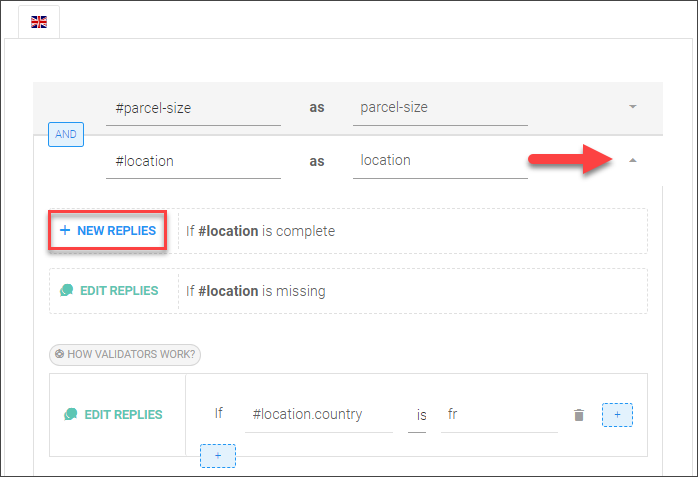 #parcel-size as parcel-size
AND
#location as location
+ NEW REPLIES If #location is complete
EDIT REPLIES If #location is missing
HOW VALIDATORS WORK?
EDIT REPLIES If #location.country is fr +
+